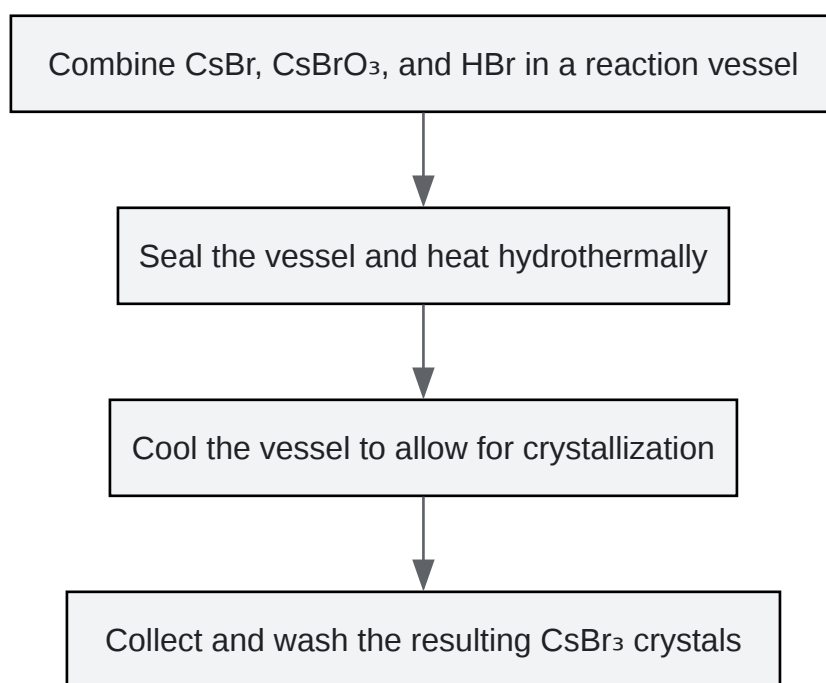 Combine CsBr, CsBrO₃, and HBr in a reaction vessel
Seal the vessel and heat hydrothermally
Cool the vessel to allow for crystallization
Collect and wash the resulting CsBr₃ crystals